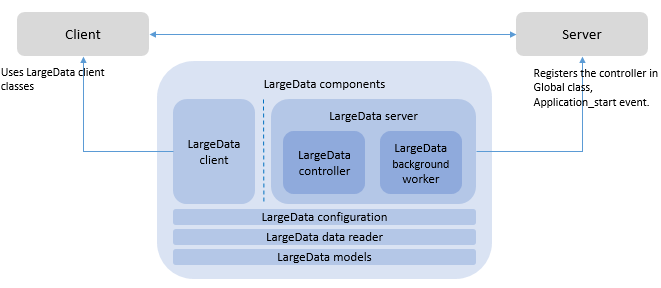 Client
Server
Uses LargeData client
classes
Registers the controller in
Global class,
Application_start event.
LargeData components
LargeData
client
LargeData server
LargeData
controller
LargeData
background
worker
LargeData configuration
LargeData data reader
LargeData models